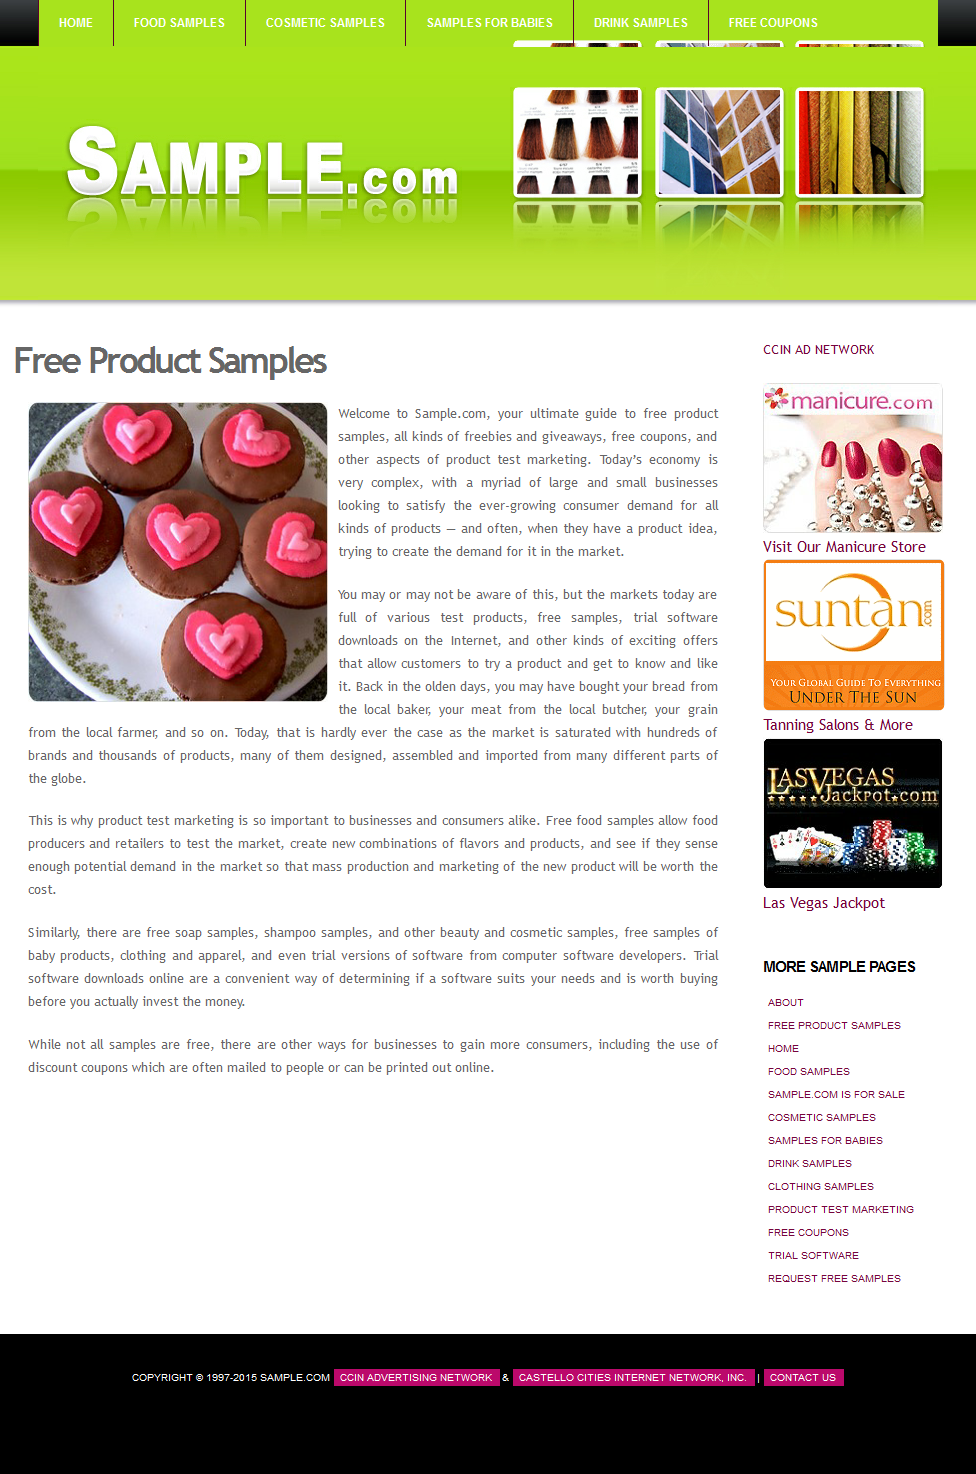 HOME FOOD SAMPLES COSMETIC SAMPLES SAMPLES FOR BABIES DRINK SAMPLES FREE COUPONS
SAMPLE.com
Free Product Samples
Welcome to Sample.com, your ultimate guide to free product
samples, all kinds of freebies and giveaways, free coupons, and
other aspects of product test marketing. Today’s economy is
very complex, with a myriad of large and small businesses
looking to satisfy the ever-growing consumer demand for all
kinds of products — and often, when they have a product idea,
trying to create the demand for it in the market.
You may or may not be aware of this, but the markets today are
full of various test products, free samples, trial software
downloads on the Internet, and other kinds of exciting offers
that allow customers to try a product and get to know and like
it. Back in the olden days, you may have bought your bread from
the local baker, your meat from the local butcher, your grain
from the local farmer, and so on. Today, that is hardly ever the case as the market is saturated with hundreds of
brands and thousands of products, many of them designed, assembled and imported from many different parts of
the globe.
This is why product test marketing is so important to businesses and consumers alike. Free food samples allow food
producers and retailers to test the market, create new combinations of flavors and products, and see if they sense
enough potential demand in the market so that mass production and marketing of the new product will be worth the
cost.
Similarly, there are free soap samples, shampoo samples, and other beauty and cosmetic samples, free samples of
baby products, clothing and apparel, and even trial versions of software from computer software developers. Trial
software downloads online are a convenient way of determining if a software suits your needs and is worth buying
before you actually invest the money.
While not all samples are free, there are other ways for businesses to gain more consumers, including the use of
discount coupons which are often mailed to people or can be printed out online.
CCIN AD NETWORK
manicure.com
Visit Our Manicure Store
suntan.com
YOUR GLOBAL GUIDE TO EVERYTHING
UNDER THE SUN
Tanning Salons & More
LASVEGAS
Jackpot.com
Las Vegas Jackpot
MORE SAMPLE PAGES
ABOUT
FREE PRODUCT SAMPLES
HOME
FOOD SAMPLES
SAMPLE.COM IS FOR SALE
COSMETIC SAMPLES
SAMPLES FOR BABIES
DRINK SAMPLES
CLOTHING SAMPLES
PRODUCT TEST MARKETING
FREE COUPONS
TRIAL SOFTWARE
REQUEST FREE SAMPLES
COPYRIGHT © 1997-2015 SAMPLE.COM CCIN ADVERTISING NETWORK & CASTELLO CITIES INTERNET NETWORK, INC. | CONTACT US